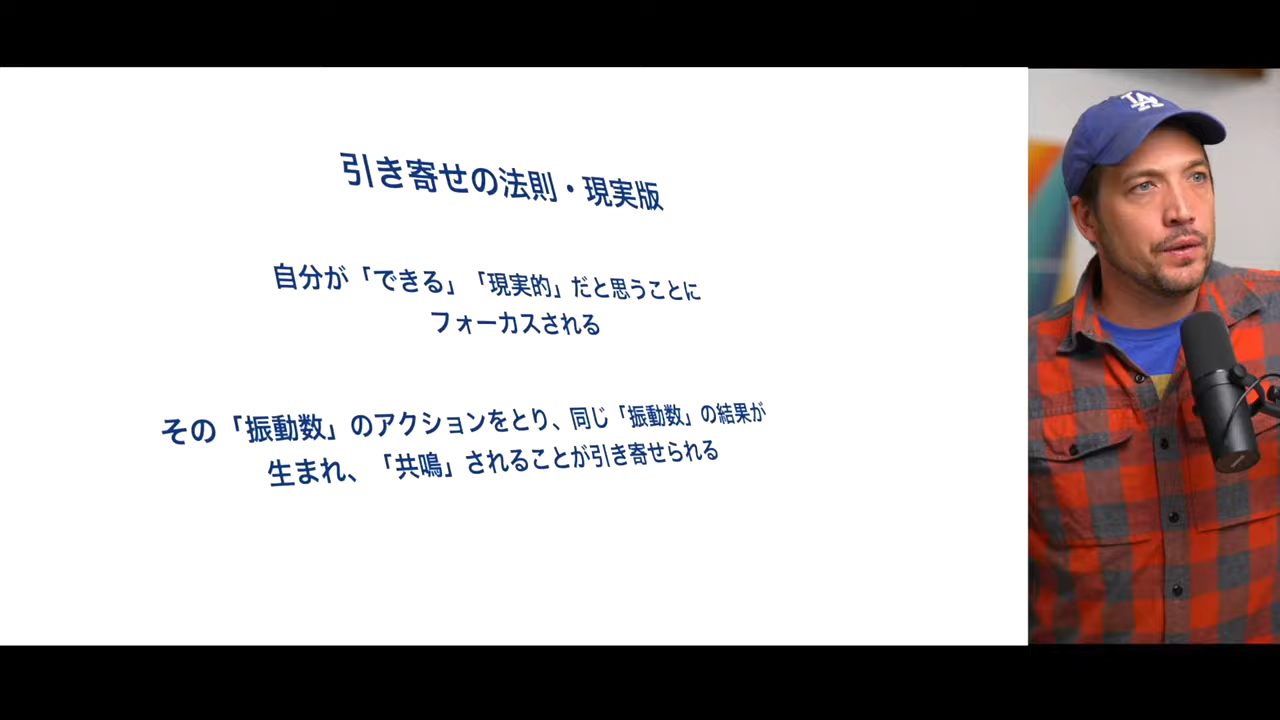 引き寄せの法則・現実版
自分が「できる」「現実的」だと思うことに
フォーカスされる
その「振動数」のアクションをとり、同じ「振動数」の結果が
生まれ、「共鳴」されることが引き寄せられる
LA